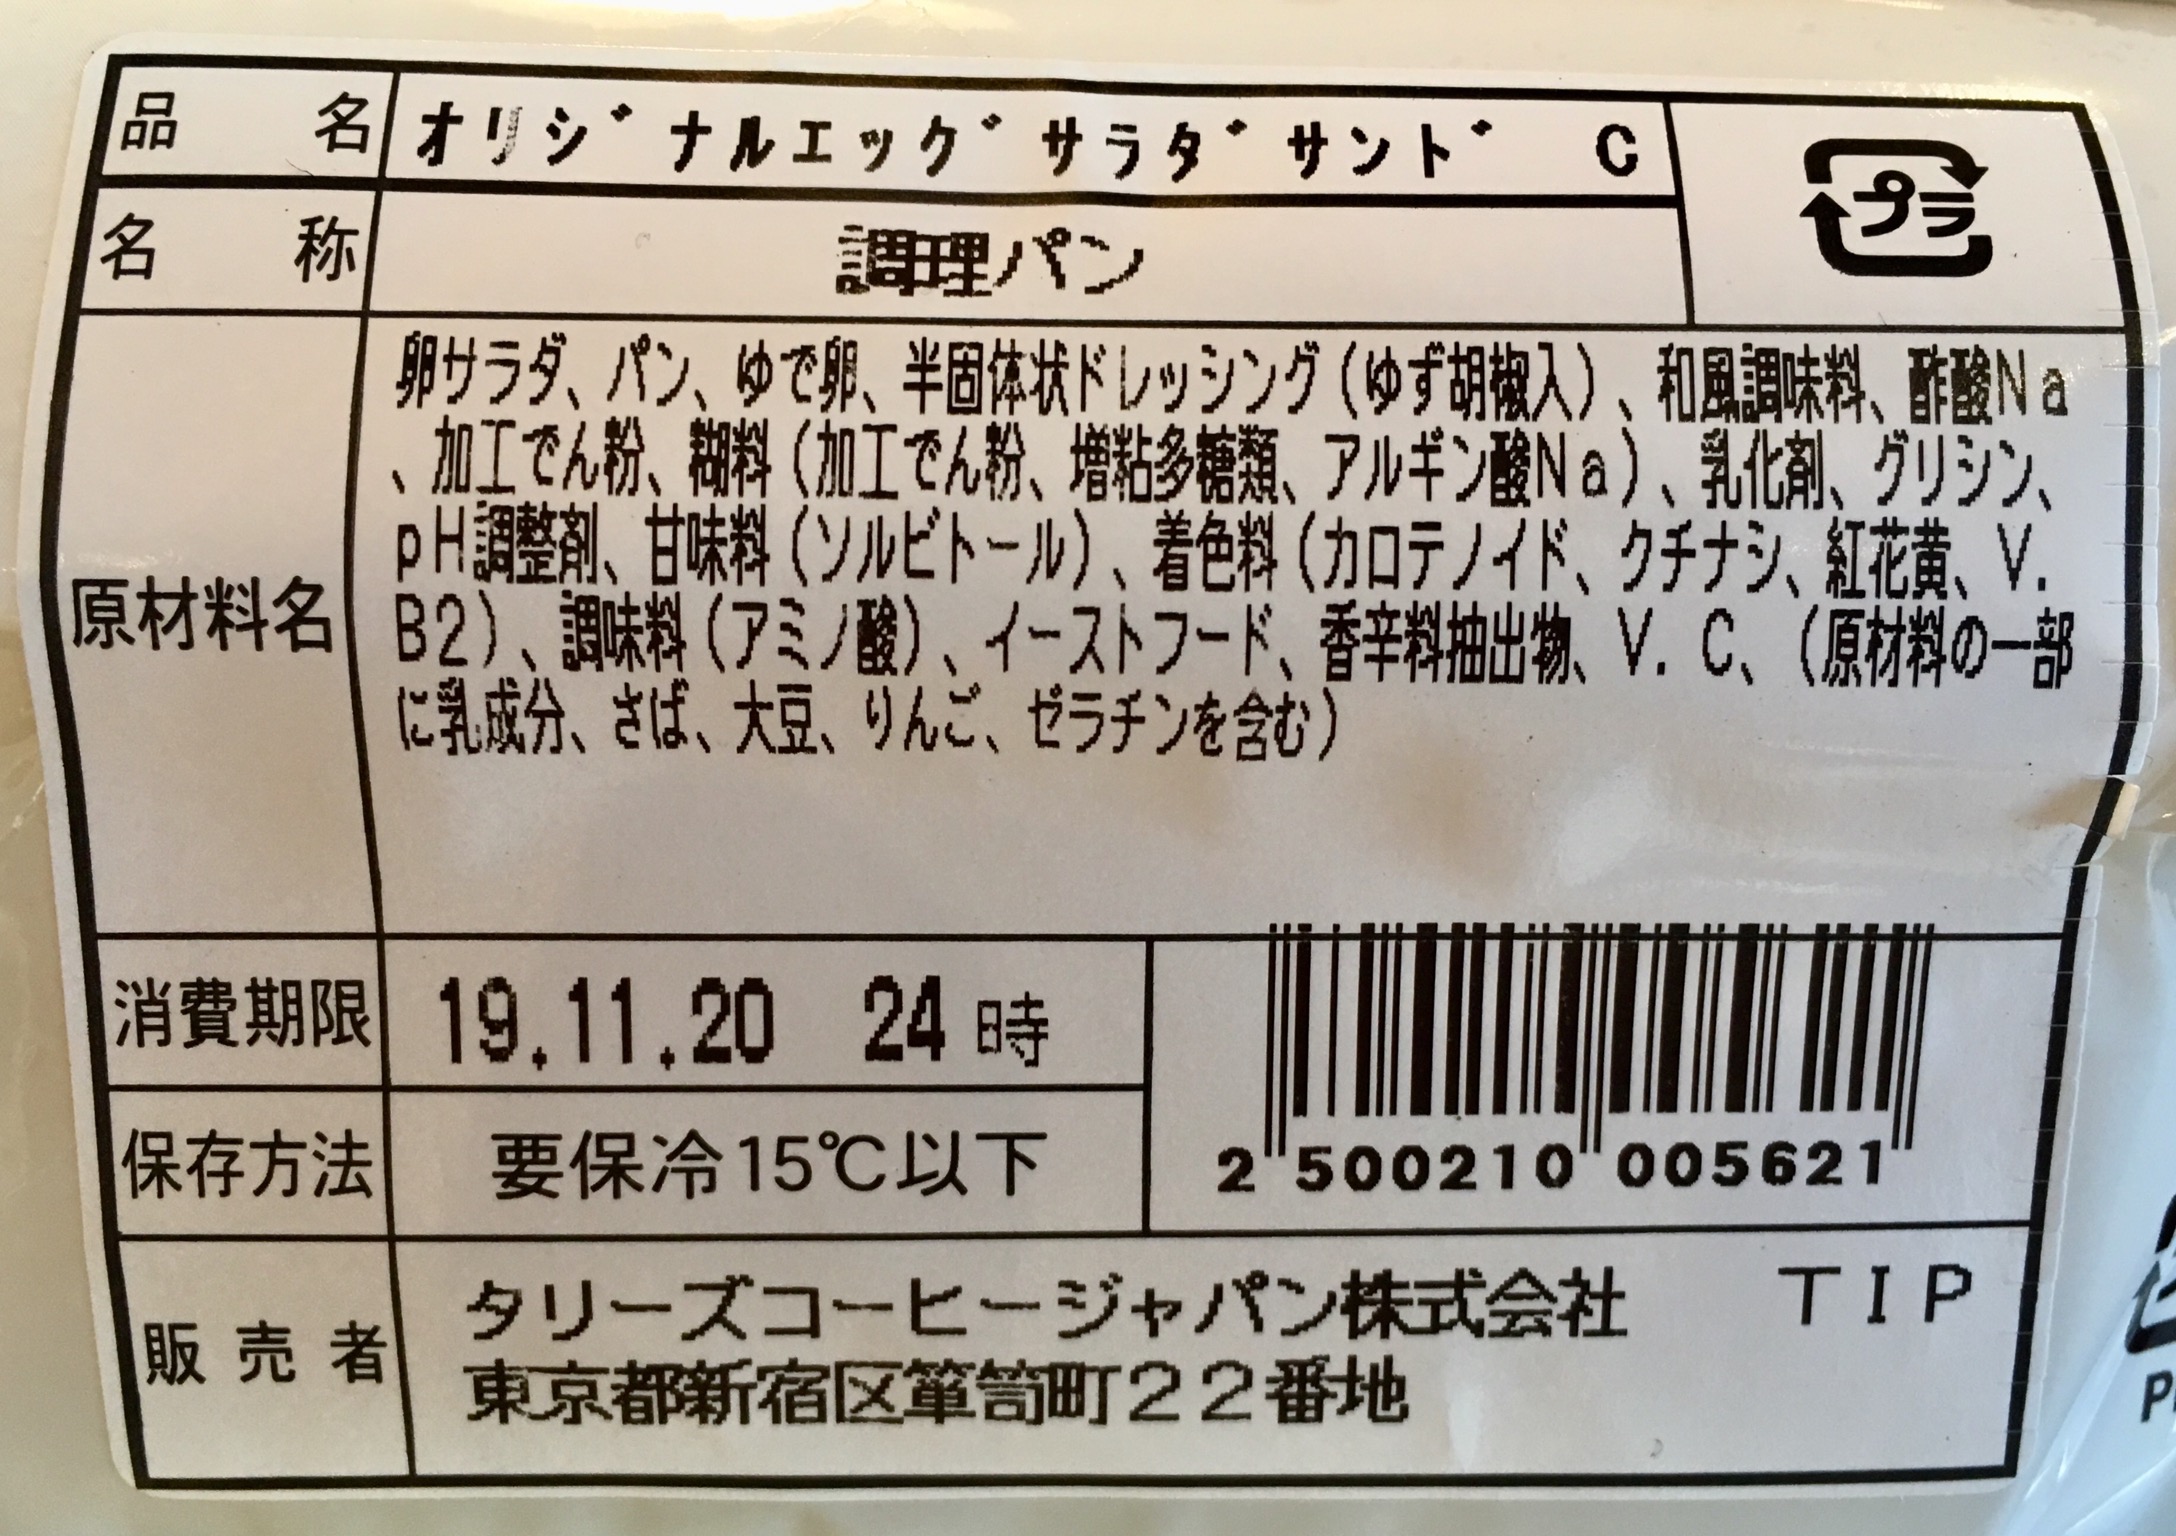 品名 オリジナルエッグサラダサンド C
プラ
名称 調理パン
原材料名
卵サラダ、パン、ゆで卵、半固体状ドレッシング(ゆず胡椒入)、和風調味料、酢酸Na
、加工でん粉、糊料(加工でん粉、増粘多糖類、アルギン酸Na)、乳化剤、グリシン、
pH調整剤、甘味料(ソルビトール)、着色料(カロテノイド、クチナシ、紅花黄、V.
B2)、調味料(アミノ酸)、イーストフード、香辛料抽出物、V.C、(原材料の一部
に乳成分、さば、大豆、りんご、ゼラチンを含む)
消費期限 19.11.20 24時
保存方法 要保冷15℃以下
2 500210 005621
販売者
タリーズコーヒージャパン株式会社 TIP
東京都新宿区箪笥町22番地